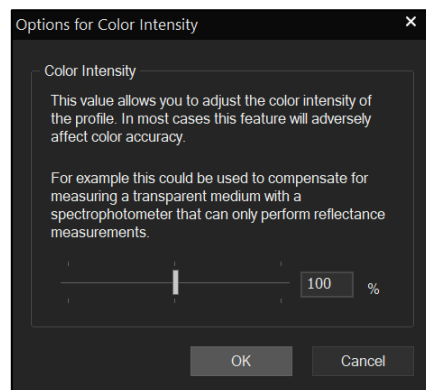 Options for Color Intensity ×
Color Intensity
This value allows you to adjust the color intensity of
the profile. In most cases this feature will adversely
affect color accuracy.
For example this could be used to compensate for
measuring a transparent medium with a
spectrophotometer that can only perform reflectance
measurements.
100 %
OK Cancel